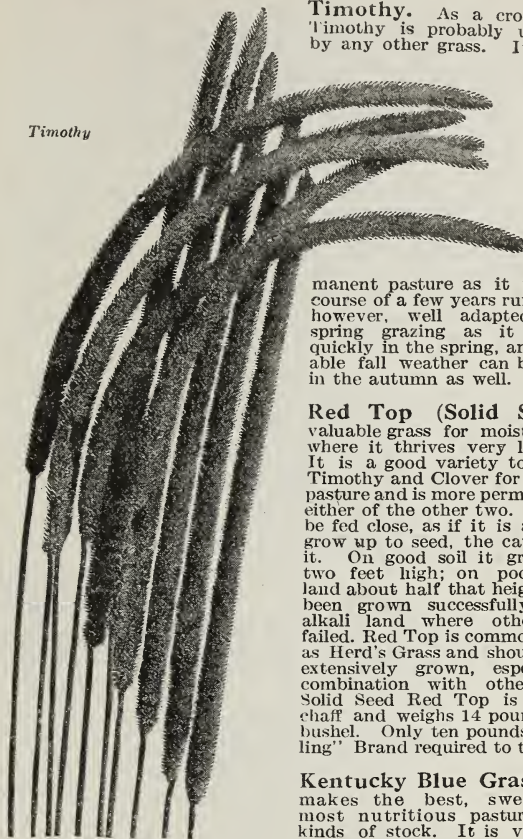 Timothy. As a cro
Timothy is probably u
by any other grass. I
Timothy
manent pasture as it
course of a few years ru
however, well adapted
spring grazing as it
quickly in the spring, an
able fall weather can b
in the autumn as well.
Red Top (Solid S
valuable grass for moist
where it thrives very l
It is a good variety to
Timothy and Clover for
pasture and is more perm
either of the other two.
be fed close, as if it is a
grow up to seed, the ca
it. On good soil it gr
two feet high; on poo
land about half that heig
been grown successfully
alkali land where oth
failed. Red Top is commo
as Herd's Grass and shou
extensively grown, espe
combination with othe
Solid Seed Red Top is
chaff and weighs 14 pou
bushel. Only ten pounds
ling" Brand required to t
Kentucky Blue Gras
makes the best, swe
most nutritious pastur
kinds of stock. It is v